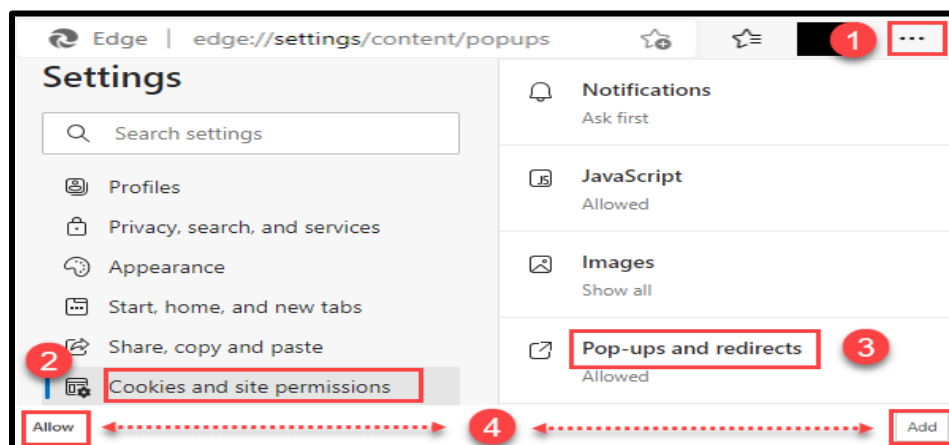 Edge | edge://settings/content/popups
1
...
Settings
Search settings
Profiles
Privacy, search, and services
Appearance
Start, home, and new tabs
Share, copy and paste
2
Cookies and site permissions
Notifications
Ask first
JS
JavaScript
Allowed
Images
Show all
Pop-ups and redirects
3
Allowed
Allow
4
Add